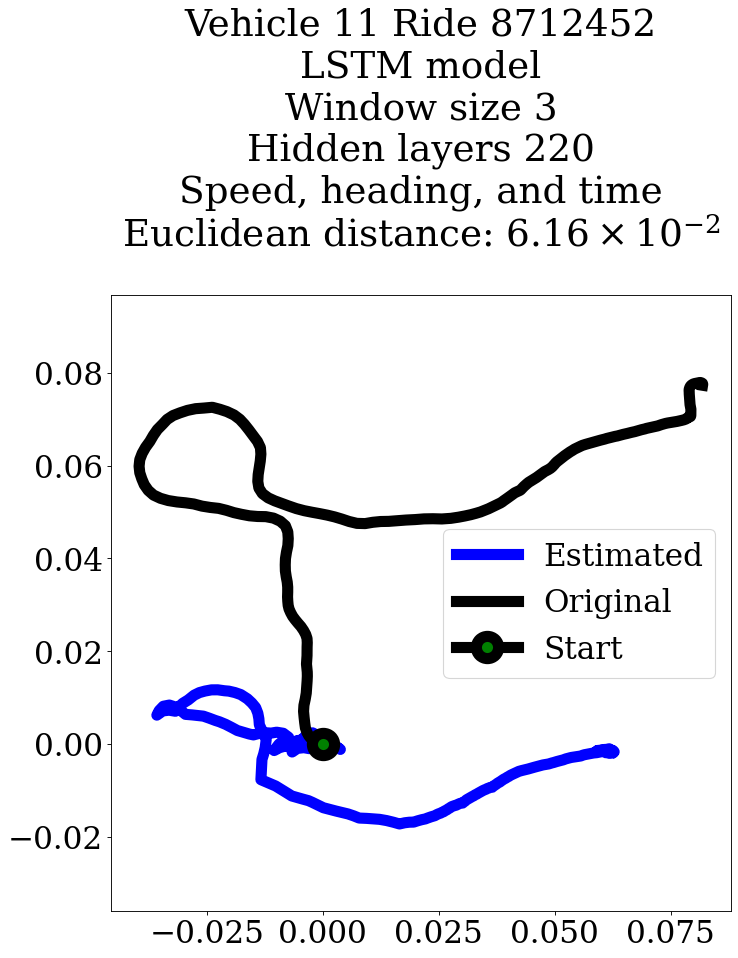 Vehicle 11 Ride 8712452
LSTM model
Window size 3
Hidden layers 220
Speed, heading, and time
Euclidean distance: 6.16 × 10⁻²
0.08
0.06
0.04
0.02
0.00
−0.02
Estimated
Original
Start
−0.025 0.000 0.025 0.050 0.075